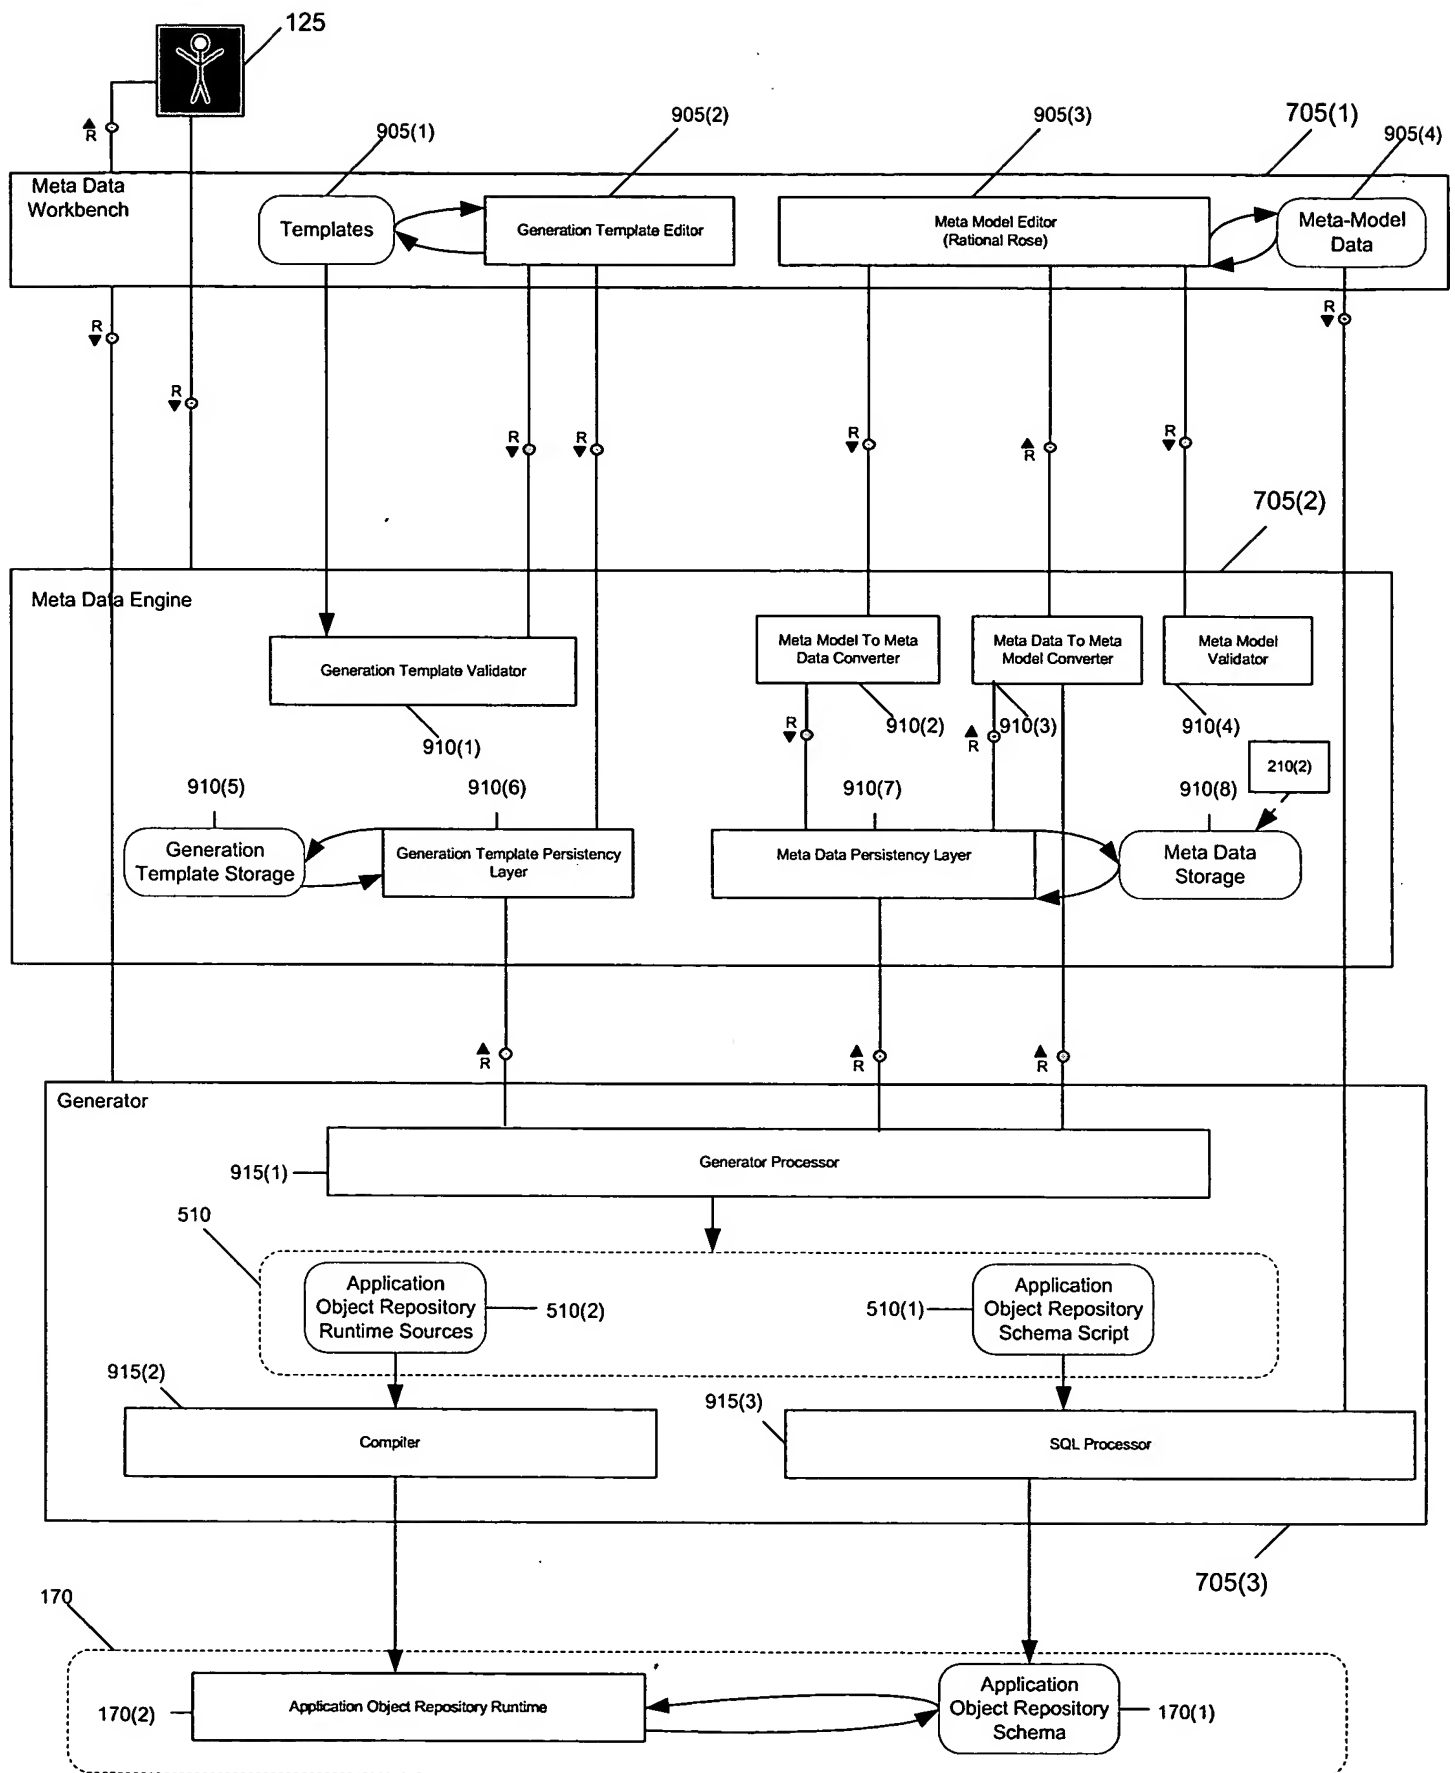 125
R
905(1)
905(2)
905(3)
705(1)
905(4)
Meta Data
Workbench
Templates
Generation Template Editor
Meta Model Editor
(Rational Rose)
Meta-Model
Data
R
R
R
R
R
R
R
R
705(2)
Meta Data Engine
Generation Template Validator
Meta Model To Meta
Data Converter
Meta Data To Meta
Model Converter
Meta Model
Validator
910(1)
R
910(2)
R
910(3)
910(4)
910(5)
910(6)
910(7)
910(8)
210(2)
Generation
Template Storage
Generation Template Persistency
Layer
Meta Data Persistency Layer
Meta Data
Storage
R
R
R
Generator
Generator Processor
915(1)
510
Application
Object Repository
Runtime Sources
510(2)
510(1)
Application
Object Repository
Schema Script
915(2)
915(3)
Compiler
SQL Processor
705(3)
170
Application Object Repository Runtime
170(2)
Application
Object Repository
Schema
170(1)